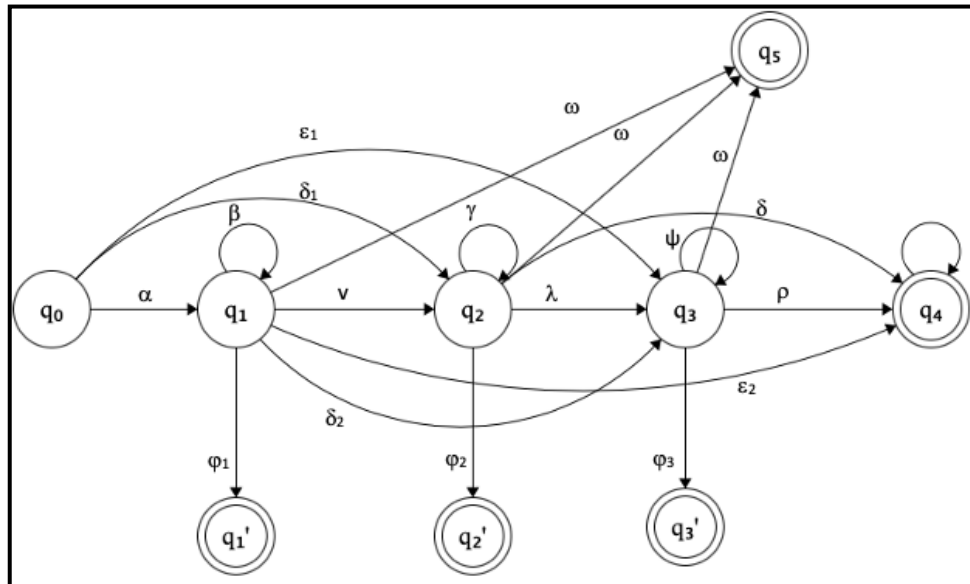 q₅
ω
ε₁
ω
ω
δ₁
β
γ
δ
ψ
q₀
α
q₁
v
q₂
λ
q₃
ρ
q₄
ε₂
δ₂
φ₁
φ₂
φ₃
q₁'
q₂'
q₃'